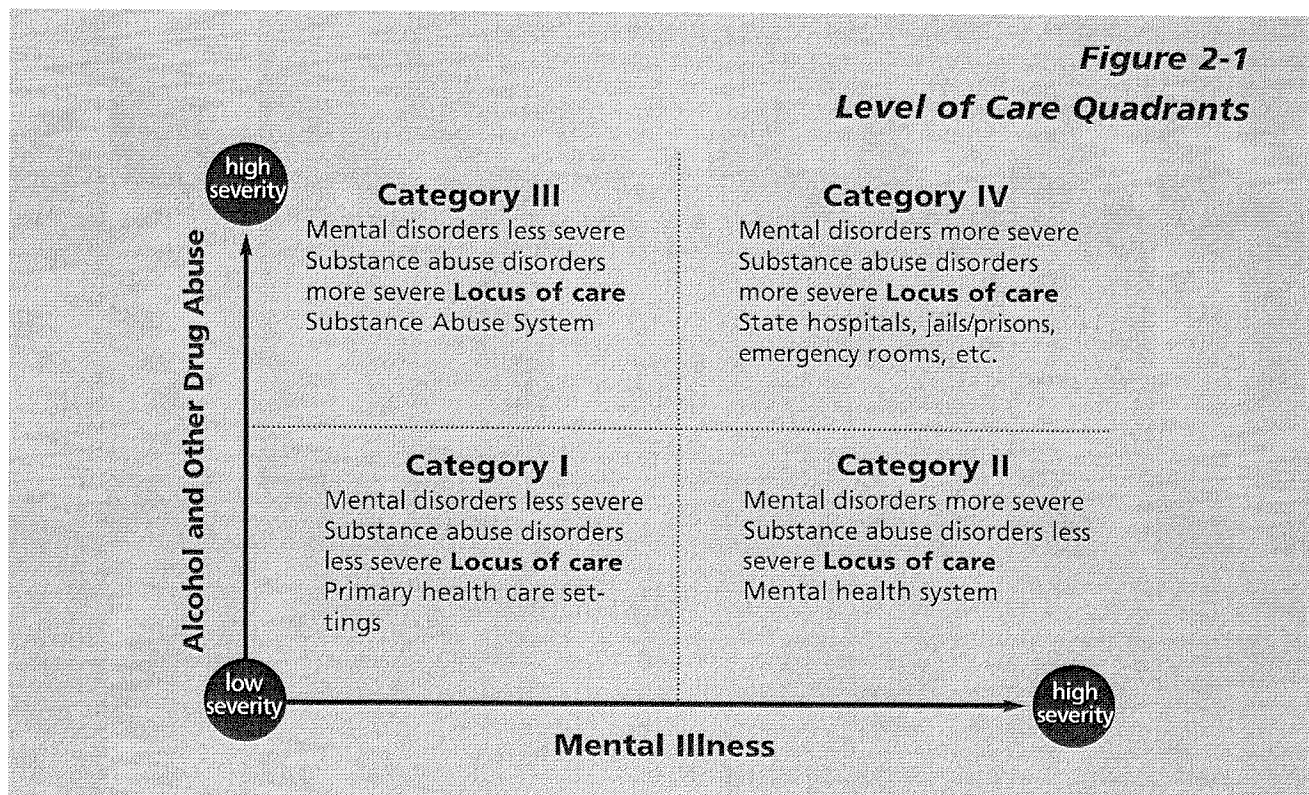 Figure 2-1
Level of Care Quadrants
high
severity
Alcohol and Other Drug Abuse
Category III
Mental disorders less severe
Substance abuse disorders
more severe Locus of care
Substance Abuse System
Category IV
Mental disorders more severe
Substance abuse disorders
more severe Locus of care
State hospitals, jails/prisons,
emergency rooms, etc.
Category I
Mental disorders less severe
Substance abuse disorders
less severe Locus of care
Primary health care set-
tings
Category II
Mental disorders more severe
Substance abuse disorders less
severe Locus of care
Mental health system
low
severity
high
severity
Mental Illness